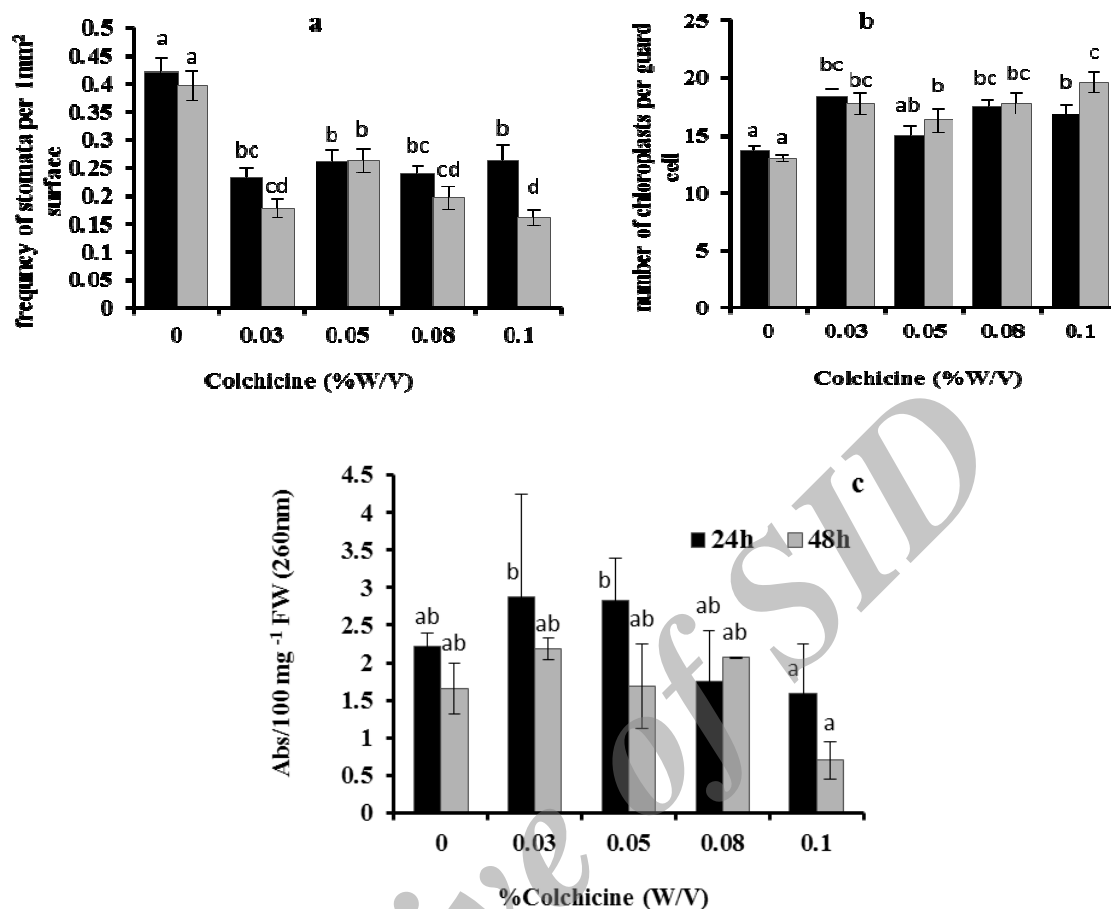 a
frequncy of stomata per 1mm²
surface
0.5
0.45
0.4
0.35
0.3
0.25
0.2
0.15
0.1
0.05
0
a a
bc cd
b b
bc cd
b d
0 0.03 0.05 0.08 0.1
Colchicine (%W/V)
b
number of chloroplasts per guard
cell
25
20
15
10
5
0
a a
bc bc
ab b
bc bc
b c
0 0.03 0.05 0.08 0.1
Colchicine (%W/V)
c
Abs/100 mg ⁻¹ FW (260nm)
4.5
4
3.5
3
2.5
2
1.5
1
0.5
0
24h 48h
ab ab
b ab
b ab
ab ab
a a
0 0.03 0.05 0.08 0.1
%Colchicine (W/V)
ive of SID